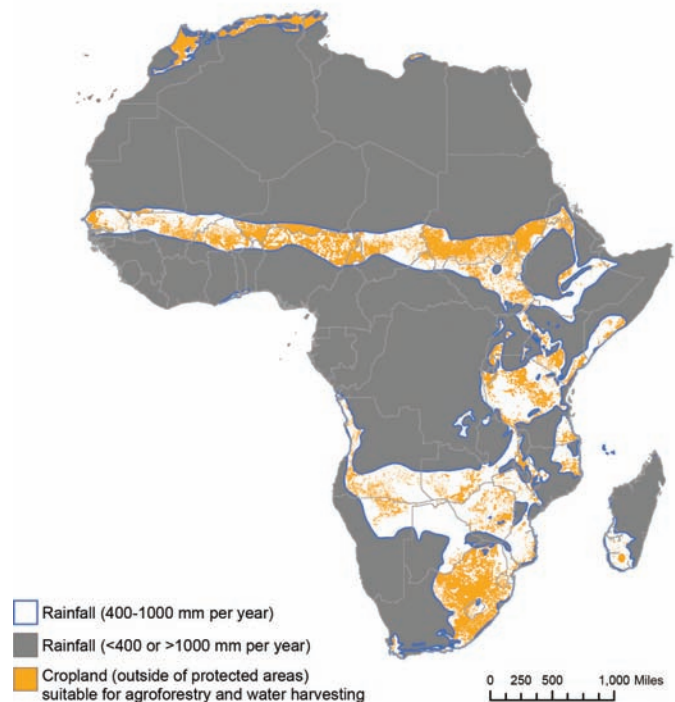 Rainfall (400-1000 mm per year)
Rainfall (<400 or >1000 mm per year)
Cropland (outside of protected areas)
suitable for agroforestry and water harvesting
0 250 500 1,000 Miles